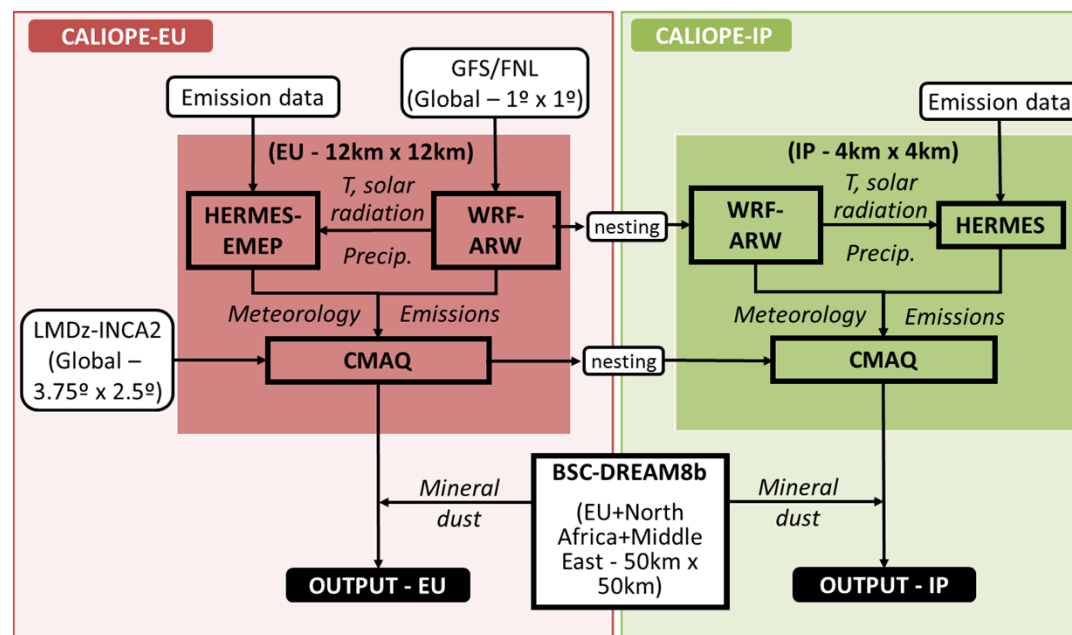 CALIOPE-EU
CALIOPE-IP
GFS/FNL
(Global – 1º x 1º)
Emission data
Emission data
(EU - 12km x 12km)
(IP - 4km x 4km)
T, solar
radiation
Precip.
HERMES-
EMEP
WRF-
ARW
nesting
WRF-
ARW
T, solar
radiation
Precip.
HERMES
Meteorology
Emissions
Meteorology
Emissions
LMDz-INCA2
(Global –
3.75º x 2.5º)
CMAQ
nesting
CMAQ
BSC-DREAM8b
(EU+North
Africa+Middle
East - 50km x
50km)
Mineral
dust
Mineral
dust
OUTPUT - EU
OUTPUT - IP